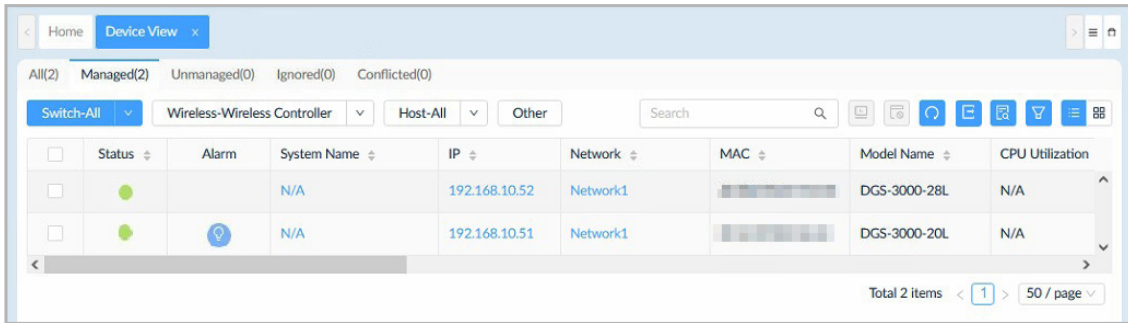 Home Device View x
All(2) Managed(2) Unmanaged(0) Ignored(0) Conflicted(0)
Switch-All Wireless-Wireless Controller Host-All Other Search
Status Alarm System Name IP Network MAC Model Name CPU Utilization
N/A 192.168.10.52 Network1 DGS-3000-28L N/A
N/A 192.168.10.51 Network1 DGS-3000-20L N/A
Total 2 items < 1 > 50 / page